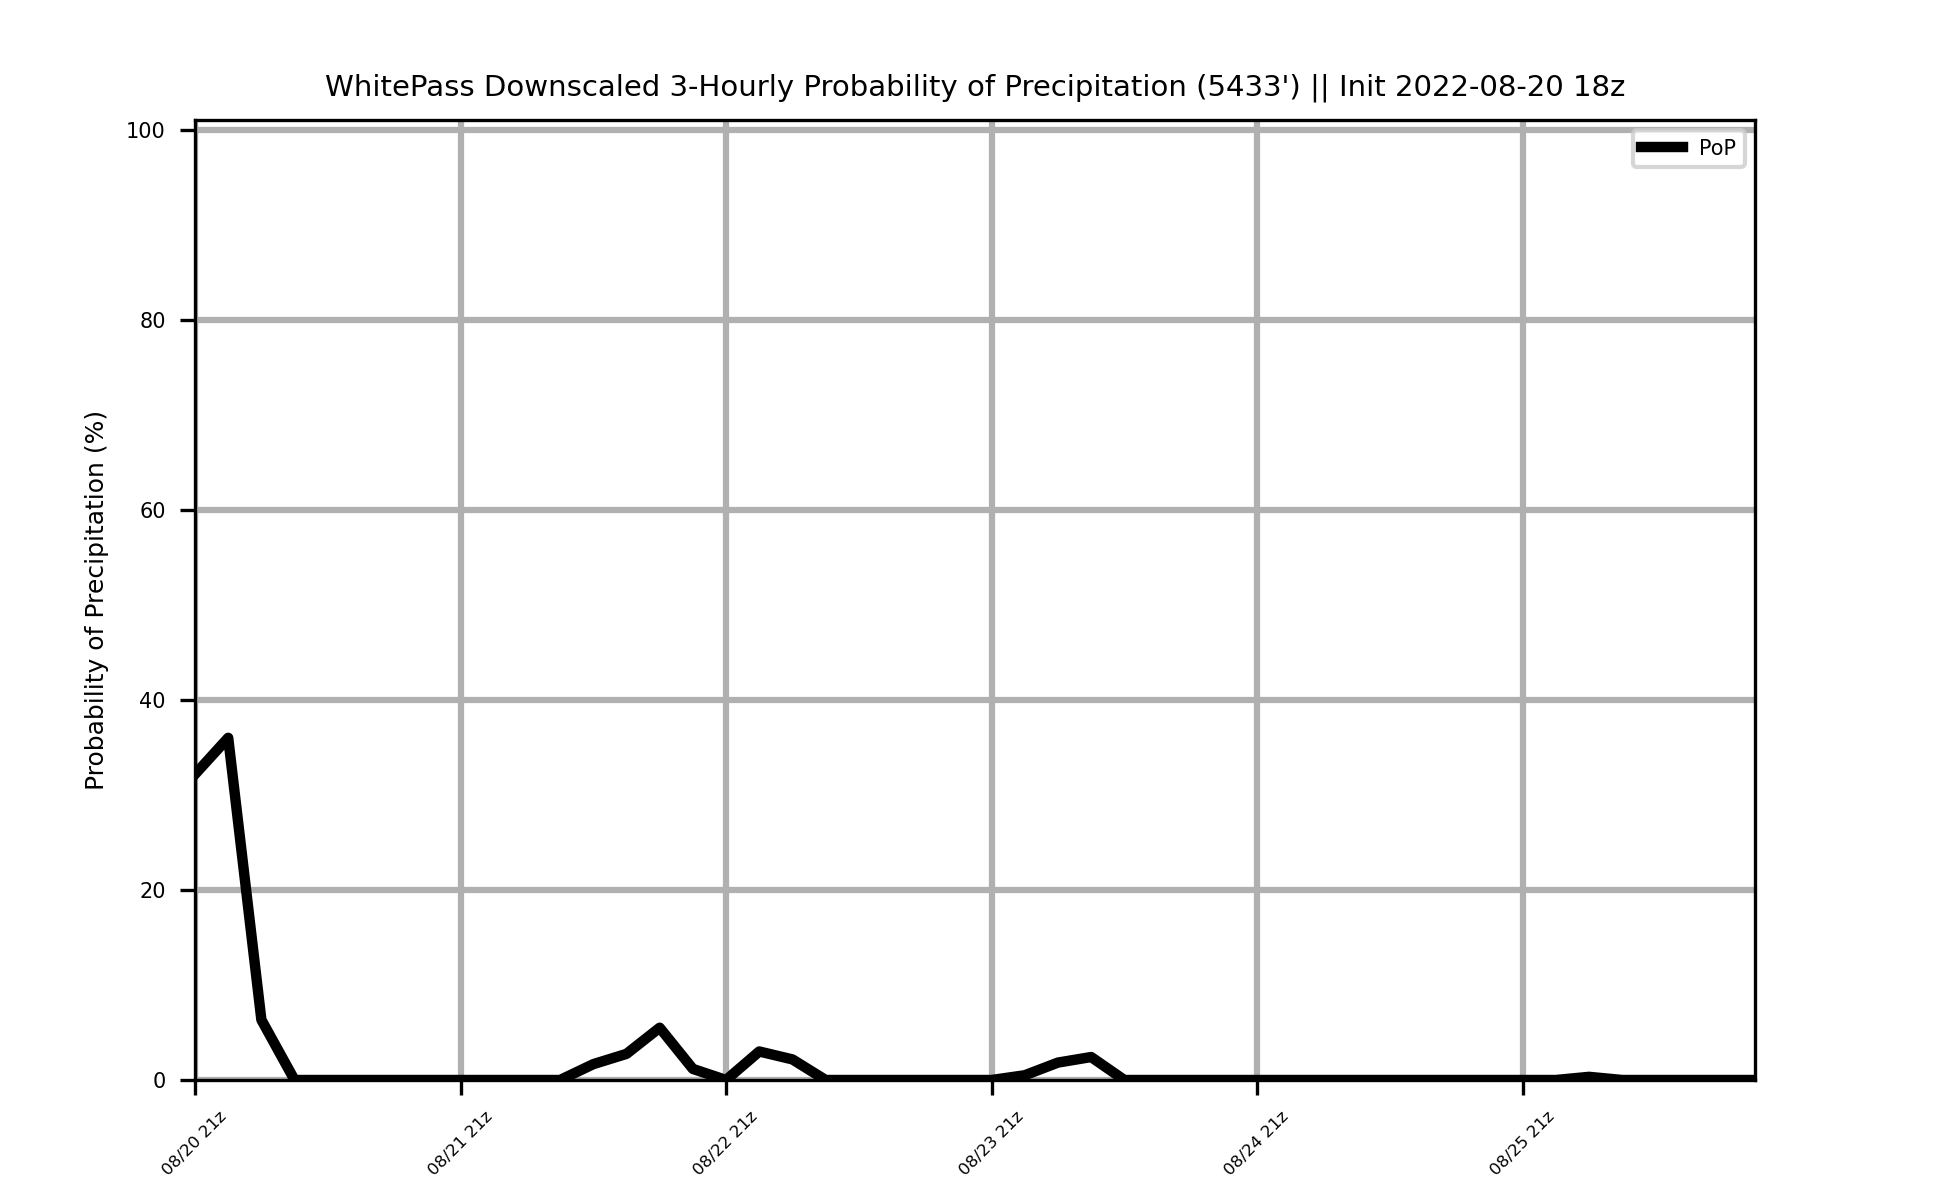 WhitePass Downscaled 3-Hourly Probability of Precipitation (5433') || Init 2022-08-20 18z
PoP
Probability of Precipitation (%)
100
80
60
40
20
0
08/20 21z
08/21 21z
08/22 21z
08/23 21z
08/24 21z
08/25 21z